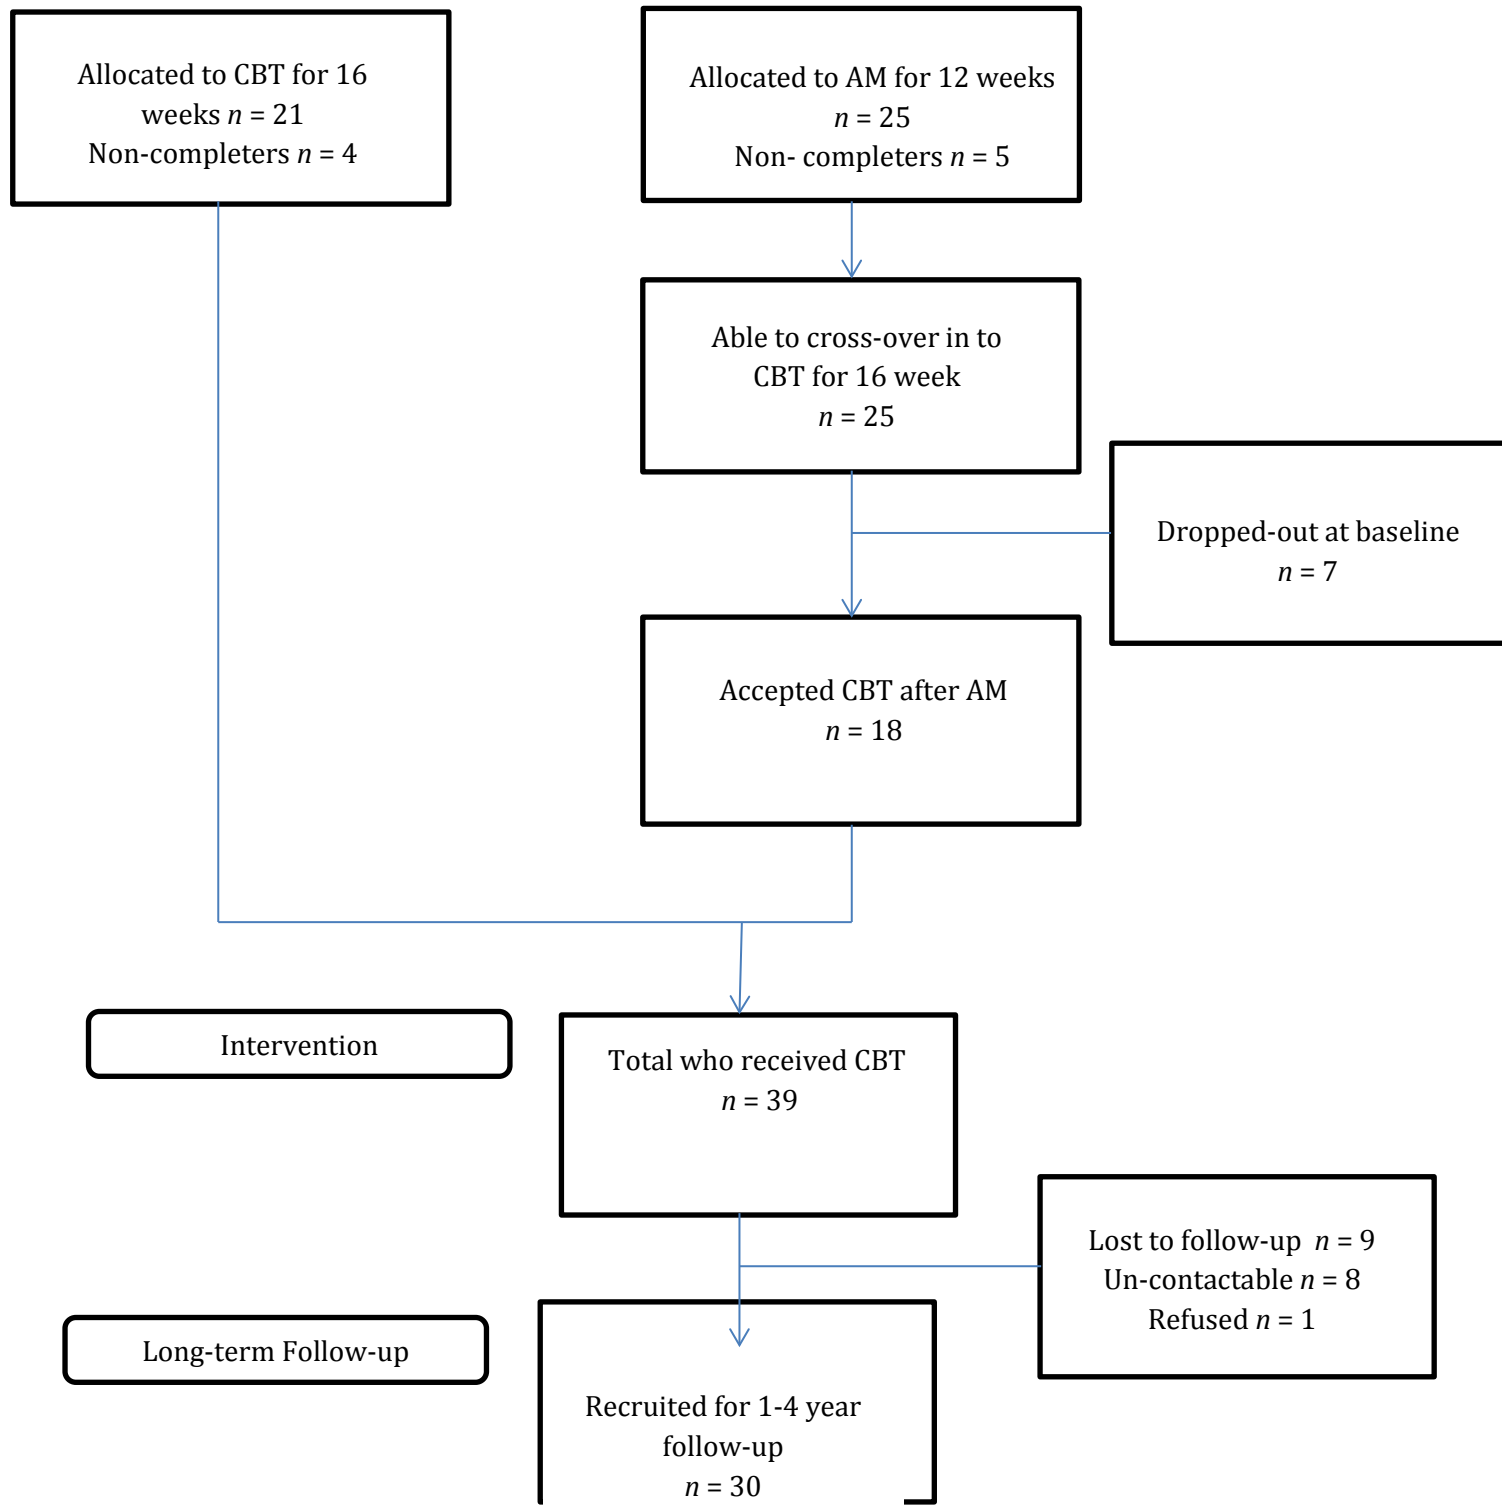 Allocated to CBT for 16
weeks n = 21
Non-completers n = 4
Allocated to AM for 12 weeks
n = 25
Non- completers n = 5
Able to cross-over in to
CBT for 16 week
n = 25
Dropped-out at baseline
n = 7
Accepted CBT after AM
n = 18
Intervention
Total who received CBT
n = 39
Lost to follow-up n = 9
Un-contactable n = 8
Refused n = 1
Long-term Follow-up
Recruited for 1-4 year
follow-up
n = 30